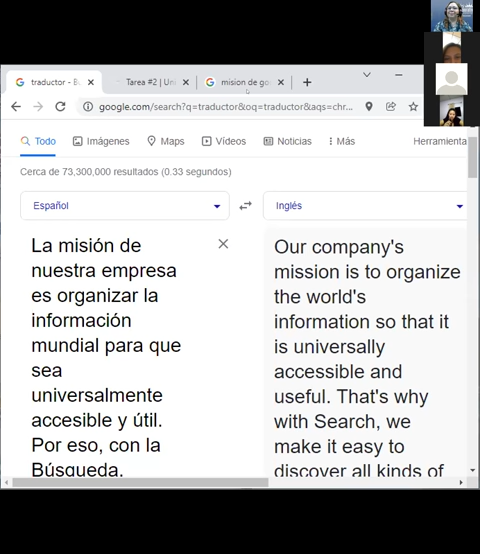 traductor - B
Tarea #2 | Uni
mision de go
google.com/search?q=traductor&oq=traductor&aqs=chr...
Todo
Imágenes
Maps
Vídeos
Noticias
Más
Herramienta
Cerca de 73,300,000 resultados (0.33 segundos)
Español
Inglés
La misión de
nuestra empresa
es organizar la
información
mundial para que
sea
universalmente
accesible y útil.
Por eso, con la
Búsqueda,
Our company's
mission is to organize
the world's
information so that it
is universally
accessible and
useful. That's why
with Search, we
make it easy to
discover all kinds of